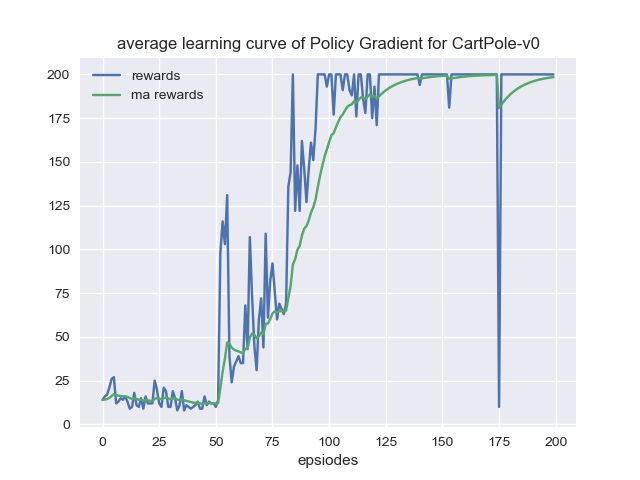 average learning curve of Policy Gradient for CartPole-v0
rewards
ma rewards
200
175
150
125
100
75
50
25
0
0 25 50 75 100 125 150 175 200
epsiodes